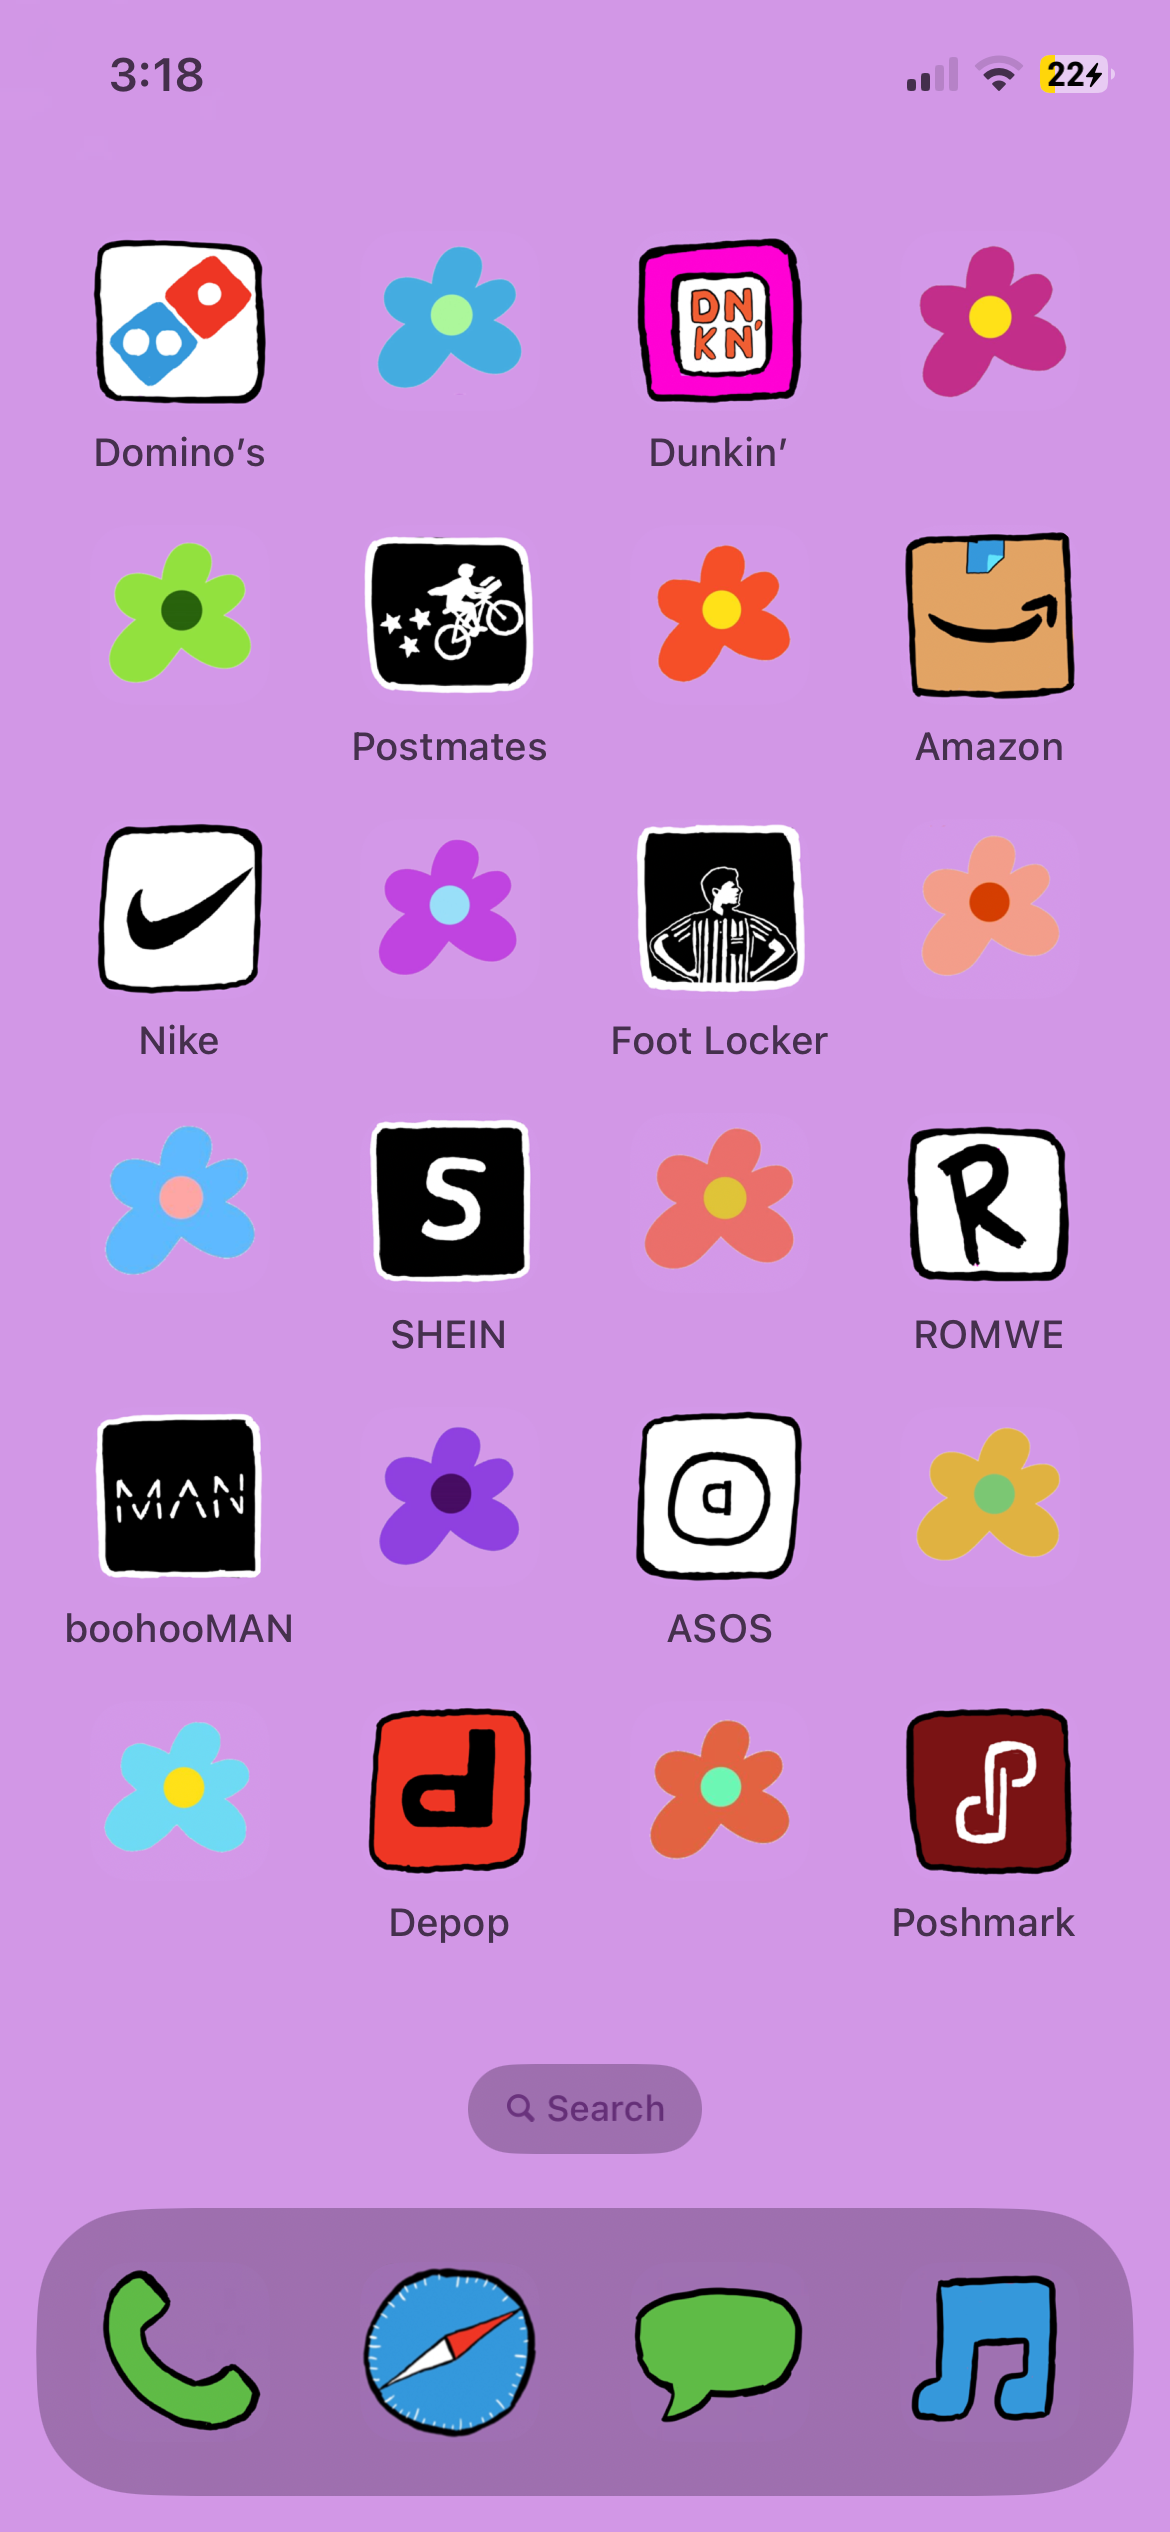 3:18
22
DN
KN'
Domino’s
Dunkin’
Postmates
Amazon
Nike
Foot Locker
S
R
SHEIN
ROMWE
MAN
a
boohooMAN
ASOS
d
Depop
Poshmark
Search